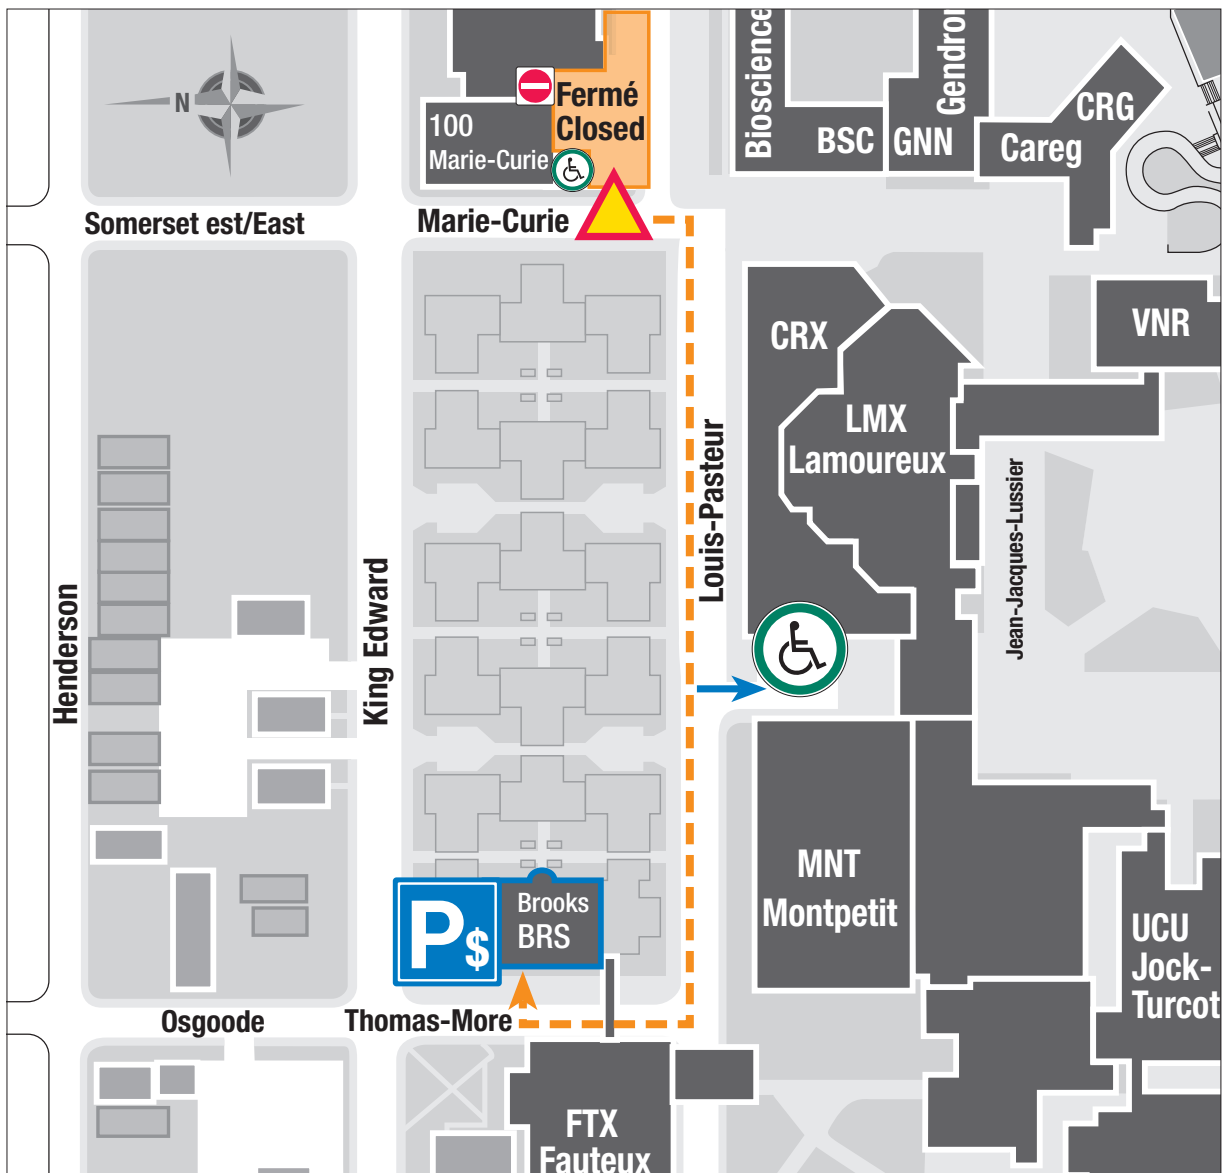 N
Fermé
Closed
100
Marie-Curie
Bioscience
BSC
Gendron
GNN
CRG
Careg
Somerset est/East
Marie-Curie
CRX
VNR
LMX
Lamoureux
Louis-Pasteur
Jean-Jacques-Lussier
Henderson
King Edward
P$
Brooks
BRS
MNT
Montpetit
UCU
Jock-
Turcot
Osgoode
Thomas-More
FTX
Fauteux